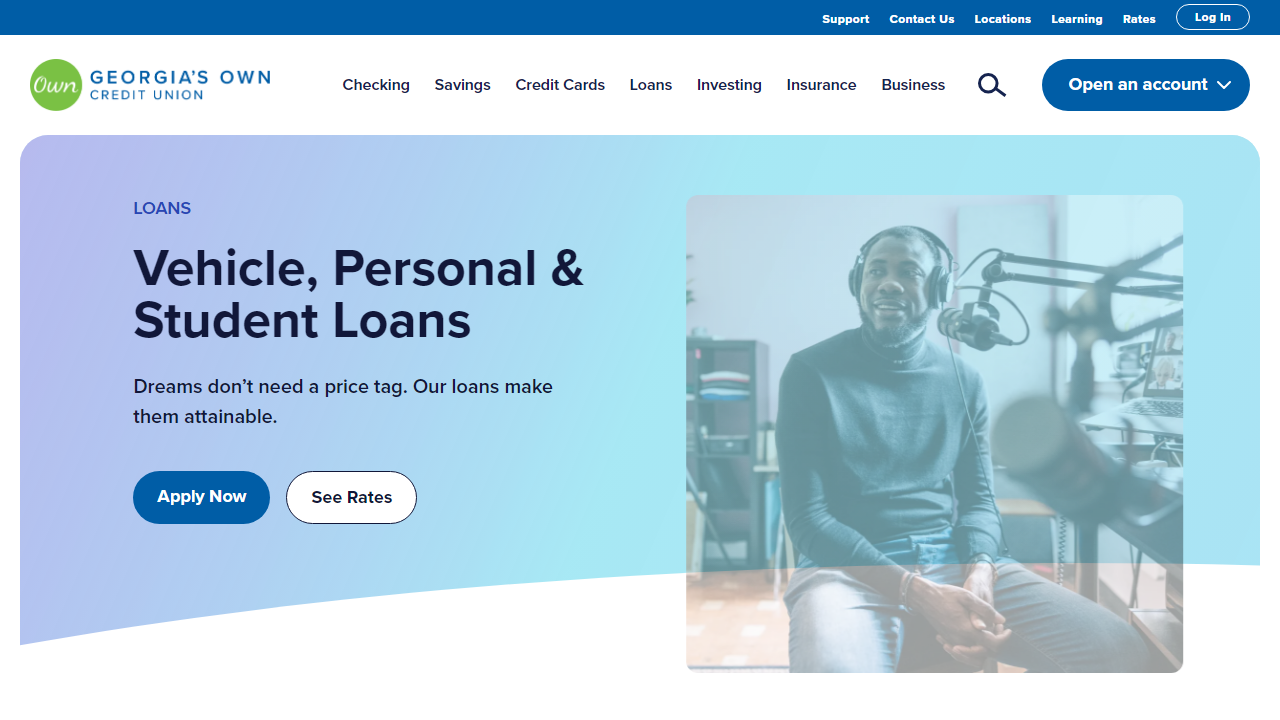 Support Contact Us Locations Learning Rates Log In
Own GEORGIA'S OWN
CREDIT UNION
Checking Savings Credit Cards Loans Investing Insurance Business Open an account
LOANS
Vehicle, Personal &
Student Loans
Dreams don’t need a price tag. Our loans make
them attainable.
Apply Now See Rates